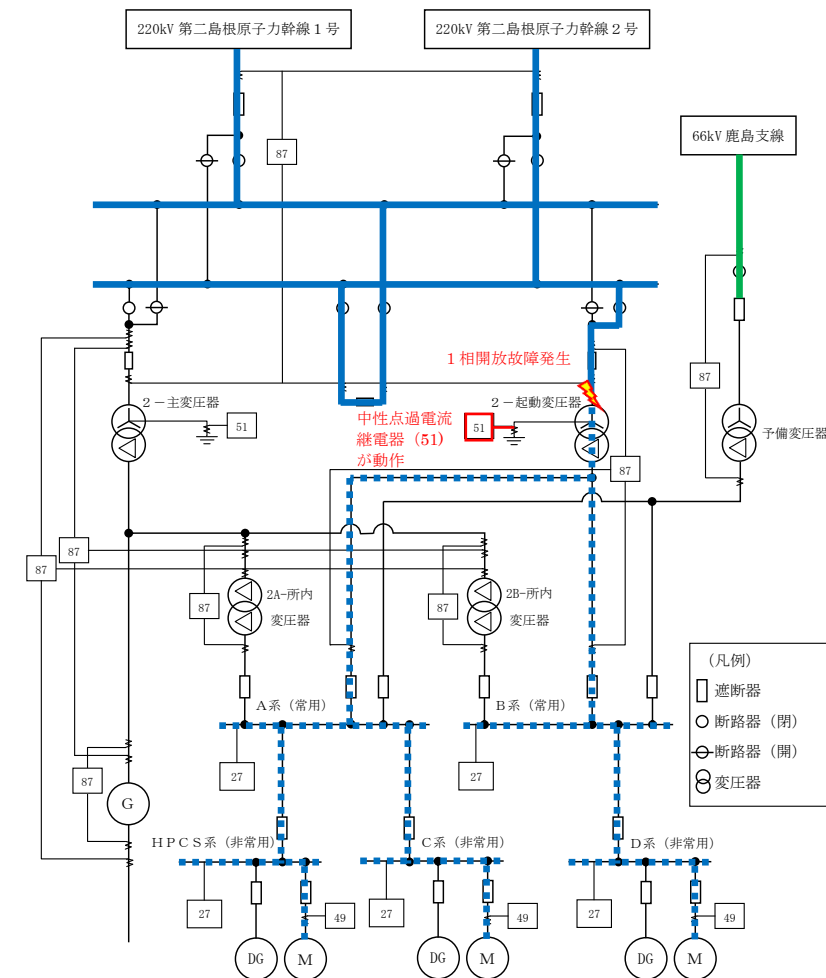 220kV 第二島根原子力幹線1号
220kV 第二島根原子力幹線2号
66kV 鹿島支線
87
87
1相開放故障発生
2-主変圧器
2-起動変圧器
51
中性点過電流
継電器(51)
が動作
51
予備変圧器
87
87
87
2A-所内
変圧器
87
2B-所内
変圧器
87
(凡例)
遮断器
断路器(閉)
断路器(開)
変圧器
A系(常用)
B系(常用)
27
27
87
G
HPCS系(非常用)
C系(非常用)
D系(非常用)
27
49
27
49
27
49
DG
M
DG
M
DG
M